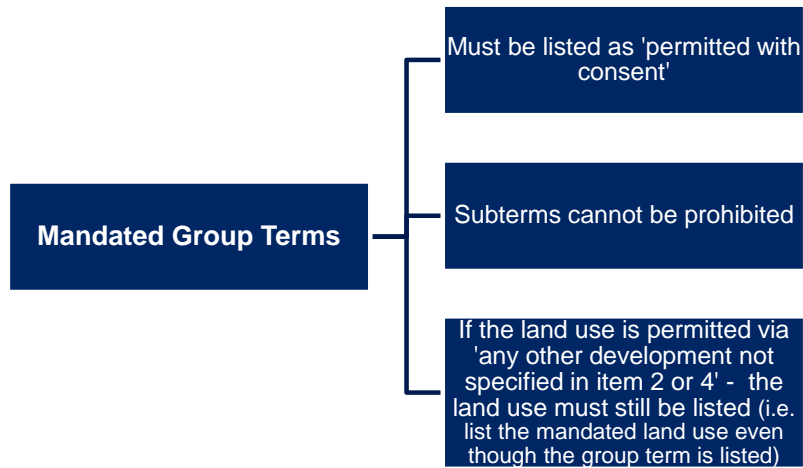 Must be listed as 'permitted with
consent'
Mandated Group Terms
Subterms cannot be prohibited
If the land use is permitted via
'any other development not
specified in item 2 or 4' - the
land use must still be listed (i.e.
list the mandated land use even
though the group term is listed)